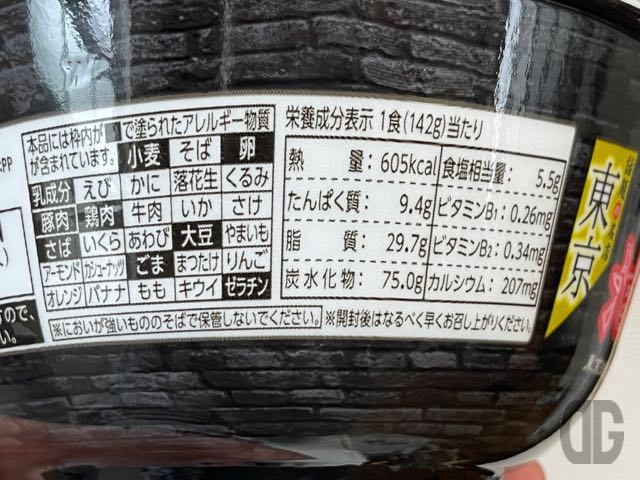 本品には枠内が■で塗られたアレルギー物質
が含まれています。 小麦 そば 卵
乳成分 えび かに 落花生 くるみ
豚肉 鶏肉 牛肉 いか さけ
さば いくら あわび 大豆 やまいも
アーモンド カシューナッツ ごま まつたけ りんご
オレンジ バナナ もも キウイ ゼラチン
※においが強いもののそばで保管しないでください。 ※開封後はなるべく早くお召し上がりください。
栄養成分表示 1食(142g)当たり
熱量:605kcal 食塩相当量: 5.5g
たんぱく質: 9.4g ビタミンB1: 0.26mg
脂質: 29.7g ビタミンB2: 0.34mg
炭水化物: 75.0g カルシウム: 207mg
PP
ので、
い。
東京
DG